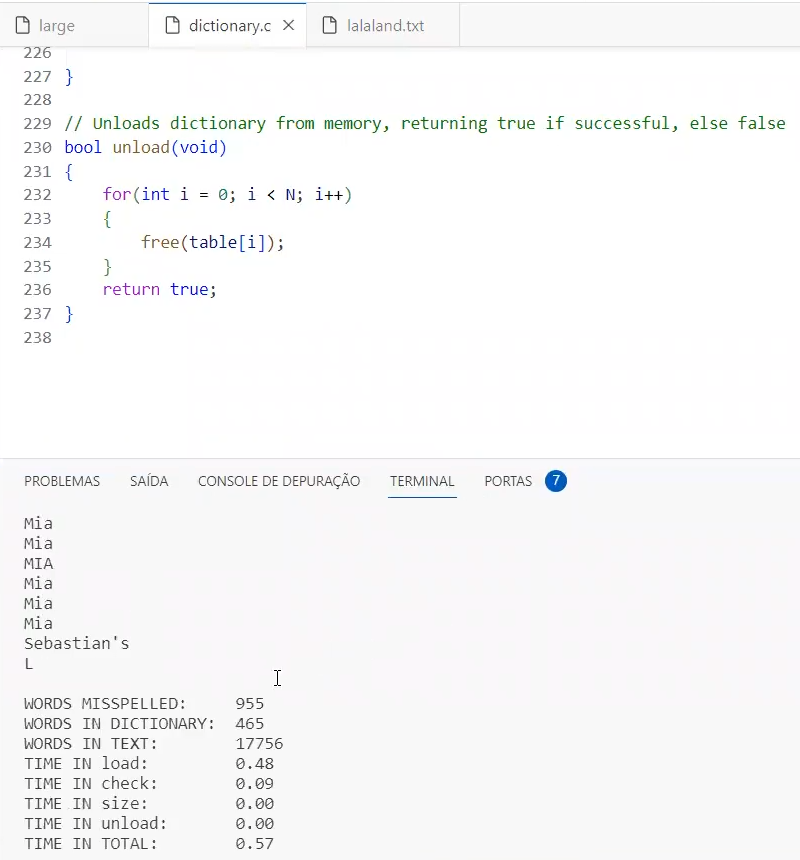 large dictionary.c lalaland.txt
226
227 }
228
229 // Unloads dictionary from memory, returning true if successful, else false
230 bool unload(void)
231 {
232 for(int i = 0; i < N; i++)
233 {
234 free(table[i]);
235 }
236 return true;
237 }
238
PROBLEMAS SAÍDA CONSOLE DE DEPURAÇÃO TERMINAL PORTAS 7
Mia
Mia
MIA
Mia
Mia
Mia
Sebastian's
L
WORDS MISSPELLED: 955
WORDS IN DICTIONARY: 465
WORDS IN TEXT: 17756
TIME IN load: 0.48
TIME IN check: 0.09
TIME IN size: 0.00
TIME IN unload: 0.00
TIME IN TOTAL: 0.57